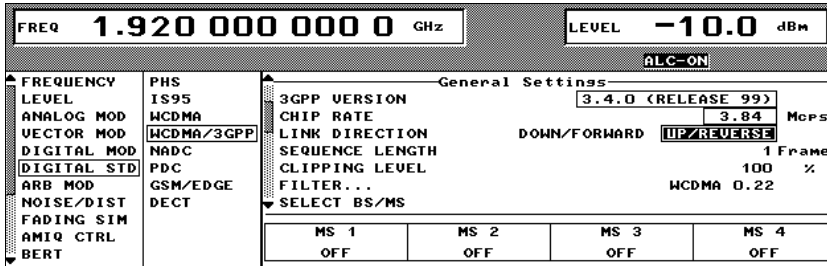 FREQ 1.920 000 000 0 GHz
LEVEL -10.0 dBm
ALC-ON
FREQUENCY
LEVEL
ANALOG MOD
VECTOR MOD
DIGITAL MOD
DIGITAL STD
ARB MOD
NOISE/DIST
FADING SIM
AMIQ CTRL
BERT
PHS
IS95
WCDMA
WCDMA/3GPP
NADC
PDC
GSM/EDGE
DECT
General Settings
3GPP VERSION 3.4.0 (RELEASE 99)
CHIP RATE 3.84 Mcps
LINK DIRECTION DOWN/FORWARD UP/REVERSE
SEQUENCE LENGTH 1 Frame
CLIPPING LEVEL 100 %
FILTER... WCDMA 0.22
SELECT BS/MS
MS 1 MS 2 MS 3 MS 4
OFF OFF OFF OFF